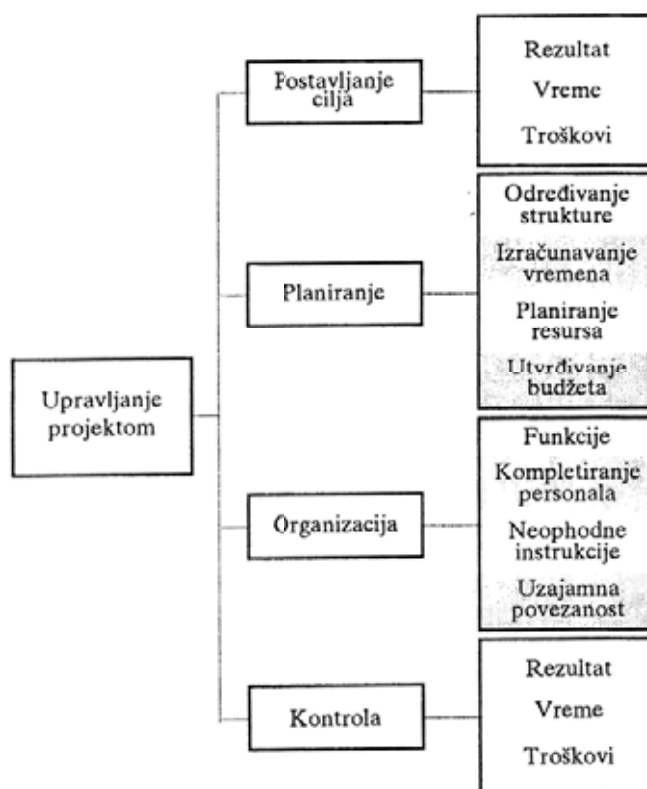 Postavljanje
cilja
Rezultat
Vreme
Troškovi
Planiranje
Određivanje
strukture
Izračunavanje
vremena
Planiranje
resursa
Utvrđivanje
budžeta
Upravljanje
projektom
Organizacija
Funkcije
Kompletiranje
personala
Neophodne
instrukcije
Uzajamna
povezanost
Kontrola
Rezultat
Vreme
Troškovi